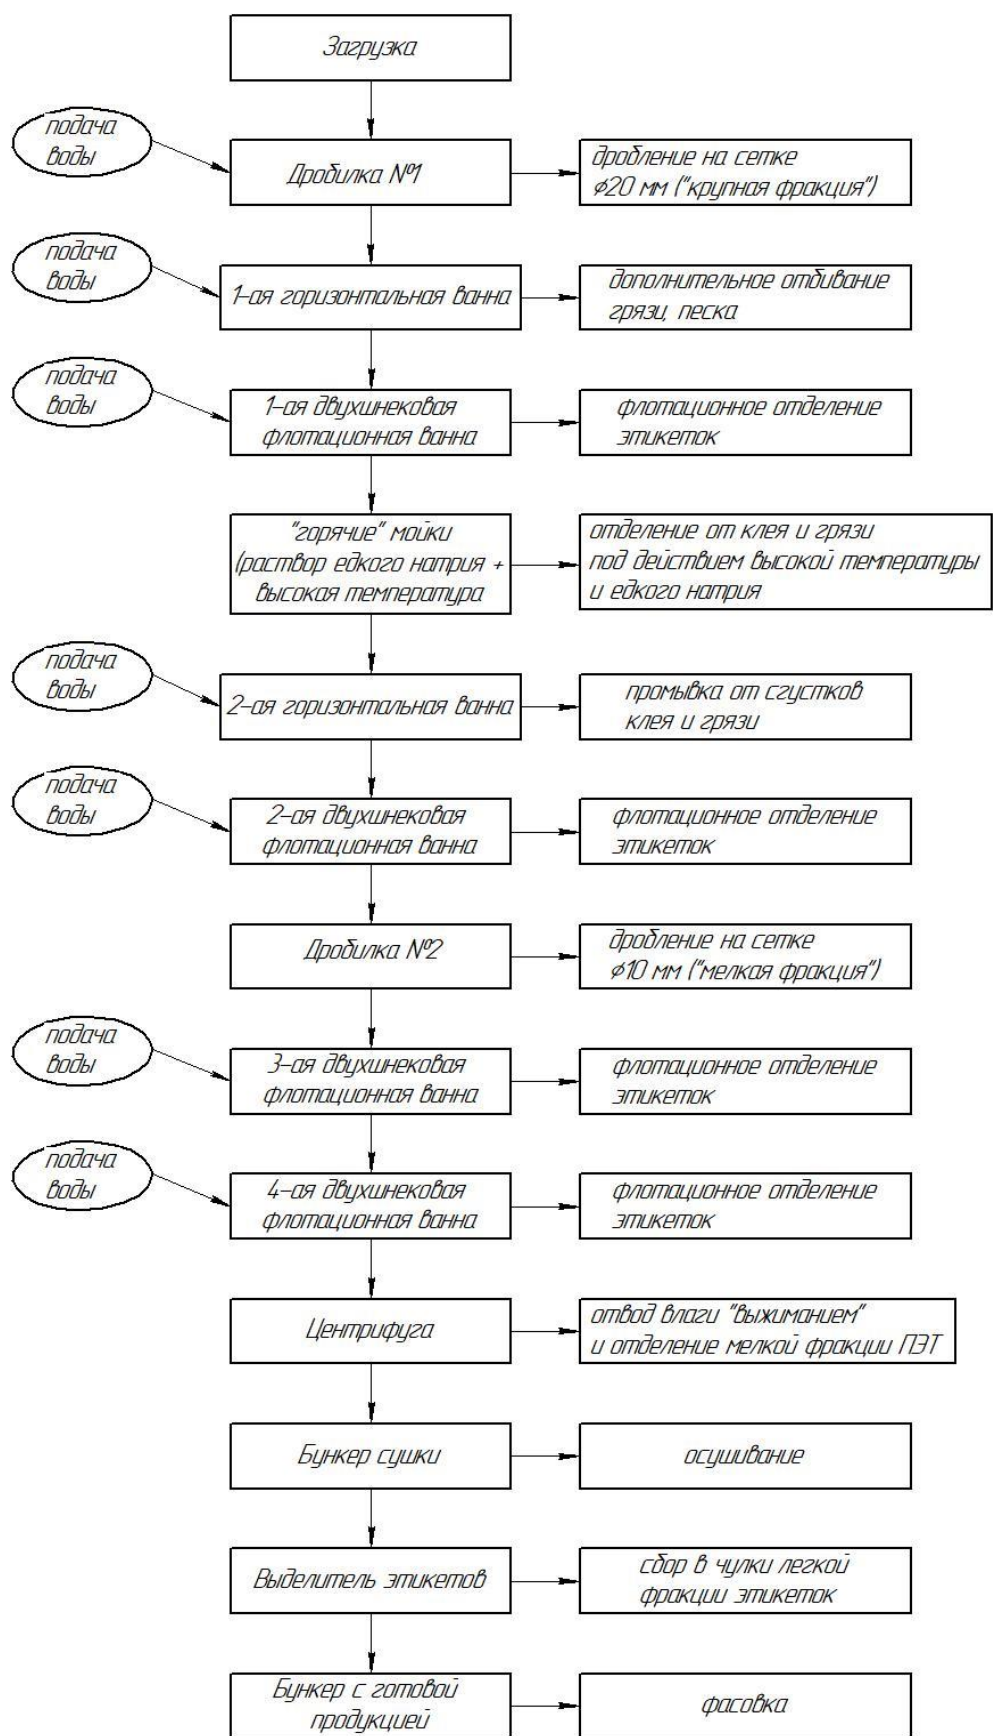 Загрузка
подача
воды
Дробилка №1
дробление на сетке
⌀20 мм ("крупная фракция")
подача
воды
1-ая горизонтальная ванна
дополнительное отбивание
грязи, песка
подача
воды
1-ая двухшнековая
флотационная ванна
флотационное отделение
этикеток
"горячие" мойки
(раствор едкого натрия +
высокая температура
отделение от клея и грязи
под действием высокой температуры
и едкого натрия
подача
воды
2-ая горизонтальная ванна
промывка от сгустков
клея и грязи
подача
воды
2-ая двухшнековая
флотационная ванна
флотационное отделение
этикеток
Дробилка №2
дробление на сетке
⌀10 мм ("мелкая фракция")
подача
воды
3-ая двухшнековая
флотационная ванна
флотационное отделение
этикеток
подача
воды
4-ая двухшнековая
флотационная ванна
флотационное отделение
этикеток
Центрифуга
отвод влаги "выжиманием"
и отделение мелкой фракции ПЭТ
Бункер сушки
осушивание
Выделитель этикетов
сбор в чулки легкой
фракции этикеток
Бункер с готовой
продукцией
фасовка